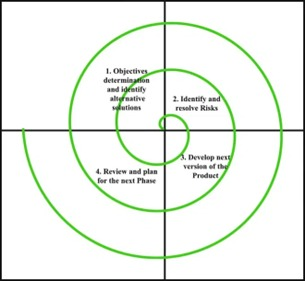 1. Objectives
determination
and identify
alternative
solutions
2. Identify and
resolve Risks
3. Develop next
version of the
Product
4. Review and plan
for the next Phase